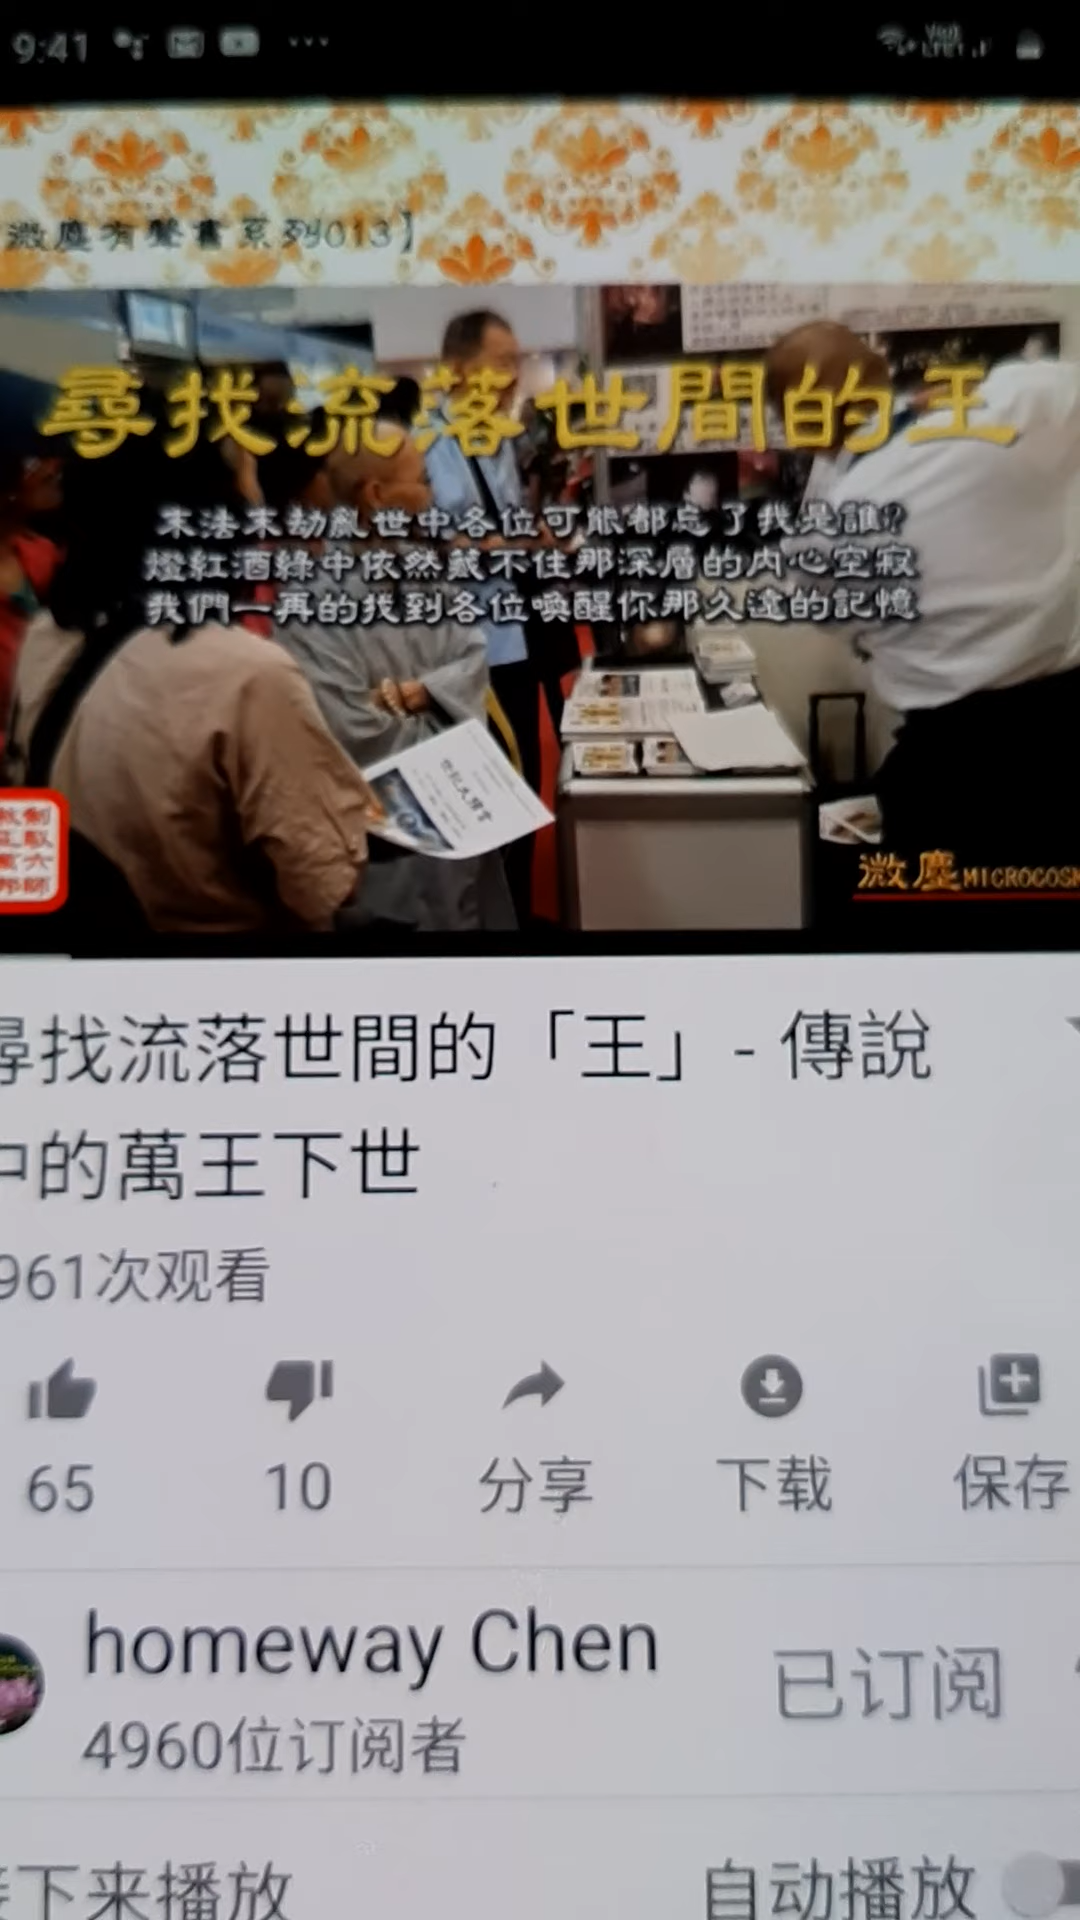 9:41
微塵有聲書系列013】
尋找流落世間的王
末法末劫亂世中各位可能都忘了我是誰?
燈紅酒綠中依然藏不住那深層的內心空寂
我們一再的找到各位喚醒你那久遠的記憶
世紀大預言
微塵MICROCOSM
尋找流落世間的「王」- 傳說
中的萬王下世
961次观看
65
10
分享
下载
保存
homeway Chen
已订阅
4960位订阅者
接下来播放
自动播放